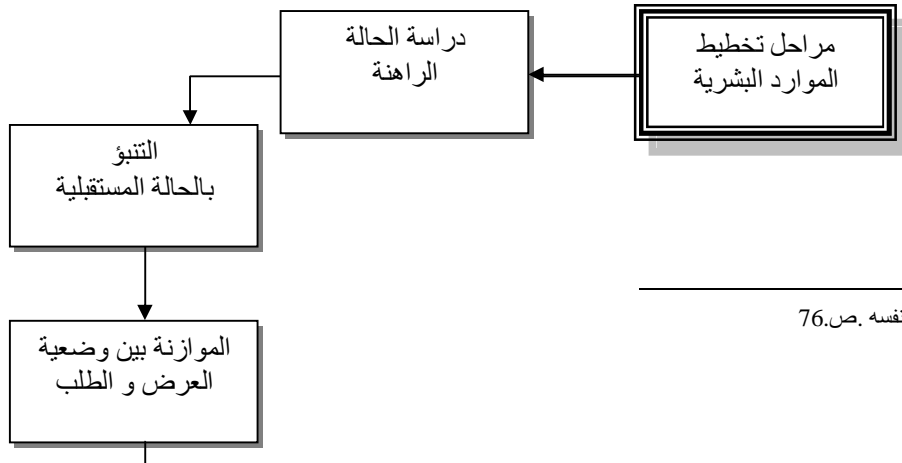 مراحل تخطيط
الموارد البشرية
دراسة الحالة
الراهنة
التنبؤ
بالحالة المستقبلية
الموازنة بين وضعية
العرض و الطلب
نفسه .ص.76